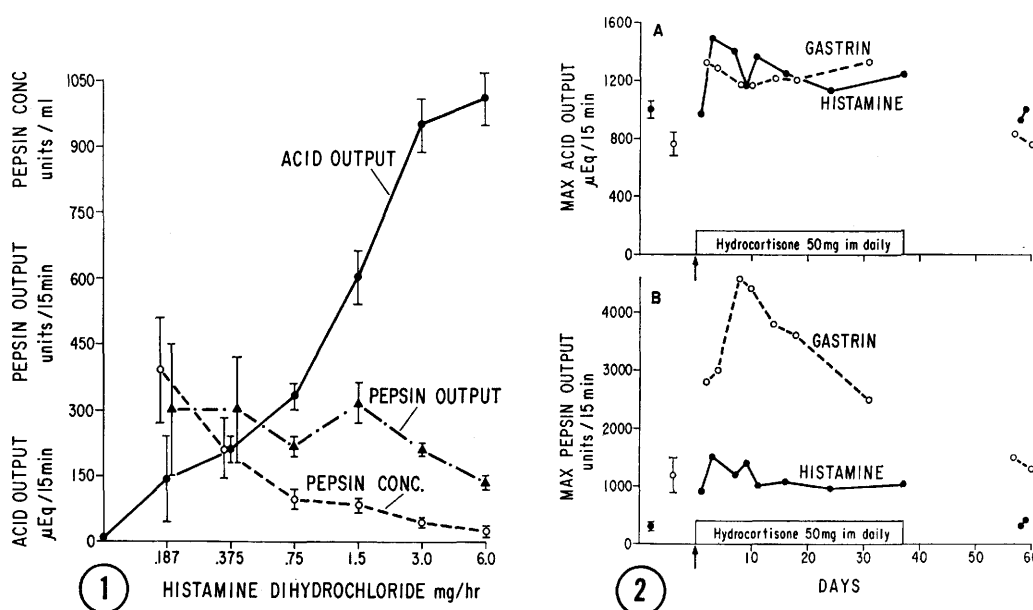 PEPSIN CONC
units / ml
PEPSIN OUTPUT
units /15min
ACID OUTPUT
μEq/15min
1050
900
750
600
450
300
150
0
ACID OUTPUT
PEPSIN OUTPUT
PEPSIN CONC.
.187 .375 .75 1.5 3.0 6.0
1 HISTAMINE DIHYDROCHLORIDE mg/hr
MAX ACID OUTPUT
μEq /15 min
1600
1200
800
400
0
A
GASTRIN
HISTAMINE
Hydrocortisone 50mg im daily
MAX PEPSIN OUTPUT
units /15 min
4000
3000
2000
1000
0
B
GASTRIN
HISTAMINE
Hydrocortisone 50mg im daily
10 20 30 40 50 60
2 DAYS